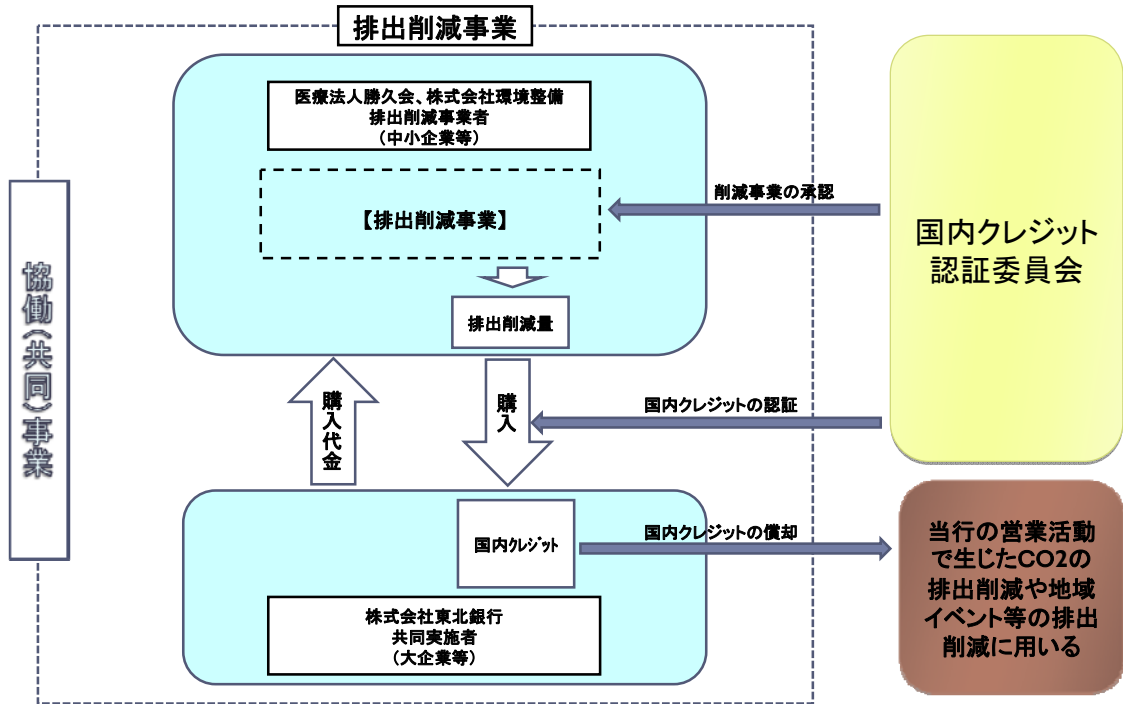 排出削減事業
医療法人勝久会、株式会社環境整備
排出削減事業者
（中小企業等）
【排出削減事業】
排出削減量
削減事業の承認
国内クレジット
認証委員会
協働（共同）事業
購入代金
購入
国内クレジットの認証
国内クレジット
国内クレジットの償却
株式会社東北銀行
共同実施者
（大企業等）
当行の営業活動
で生じたCO2の
排出削減や地域
イベント等の排出
削減に用いる